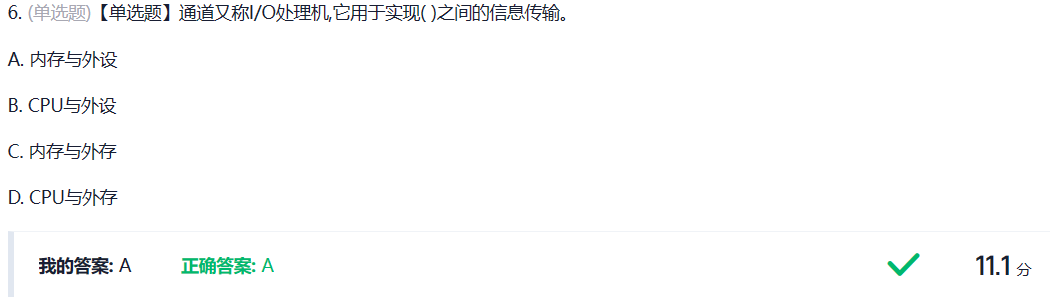 6. (单选题)【单选题】通道又称I/O处理机,它用于实现( )之间的信息传输。
A. 内存与外设
B. CPU与外设
C. 内存与外存
D. CPU与外存
我的答案: A 正确答案: A 11.1 分